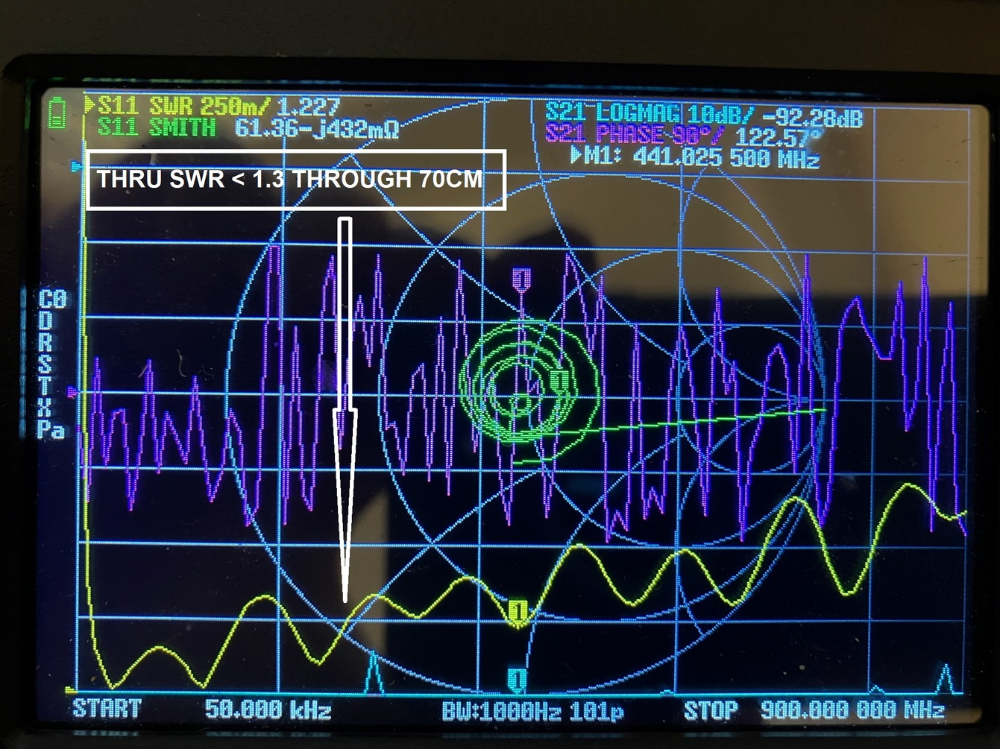 S11 SWR 250m/ 1.227
S11 SMITH 61.36-j432mΩ
S21 LOGMAG 10dB/ -92.28dB
S21 PHASE 90°/ 122.57°
M1: 441.025 500 MHz
THRU SWR < 1.3 THROUGH 70CM
1
C0
D
R
S
T
X
Pa
1
1
1
START 50.000 kHz BW:1000Hz 101p STOP 900.000 000 MHz